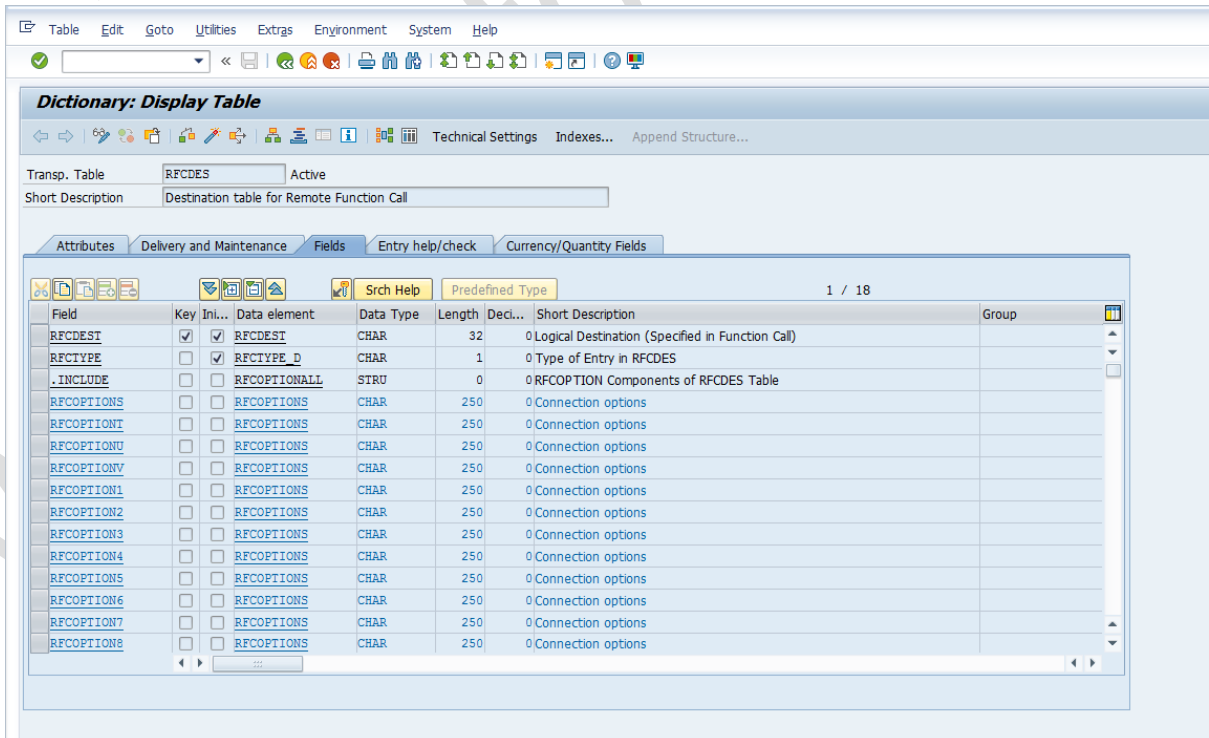 Table Edit Goto Utilities Extras Environment System Help
Dictionary: Display Table
Technical Settings Indexes... Append Structure...
Transp. Table RFCDES Active
Short Description Destination table for Remote Function Call
Attributes Delivery and Maintenance Fields Entry help/check Currency/Quantity Fields
Srch Help Predefined Type 1 / 18
Field Key Ini... Data element Data Type Length Deci... Short Description Group
RFCDEST RFCDEST CHAR 32 0 Logical Destination (Specified in Function Call)
RFCTYPE RFCTYPE_D CHAR 1 0 Type of Entry in RFCDES
.INCLUDE RFCOPTIONALL STRU 0 0 RFCOPTION Components of RFCDES Table
RFCOPTIONS RFCOPTIONS CHAR 250 0 Connection options
RFCOPTIONT RFCOPTIONS CHAR 250 0 Connection options
RFCOPTIONU RFCOPTIONS CHAR 250 0 Connection options
RFCOPTIONV RFCOPTIONS CHAR 250 0 Connection options
RFCOPTION1 RFCOPTIONS CHAR 250 0 Connection options
RFCOPTION2 RFCOPTIONS CHAR 250 0 Connection options
RFCOPTION3 RFCOPTIONS CHAR 250 0 Connection options
RFCOPTION4 RFCOPTIONS CHAR 250 0 Connection options
RFCOPTION5 RFCOPTIONS CHAR 250 0 Connection options
RFCOPTION6 RFCOPTIONS CHAR 250 0 Connection options
RFCOPTION7 RFCOPTIONS CHAR 250 0 Connection options
RFCOPTION8 RFCOPTIONS CHAR 250 0 Connection options